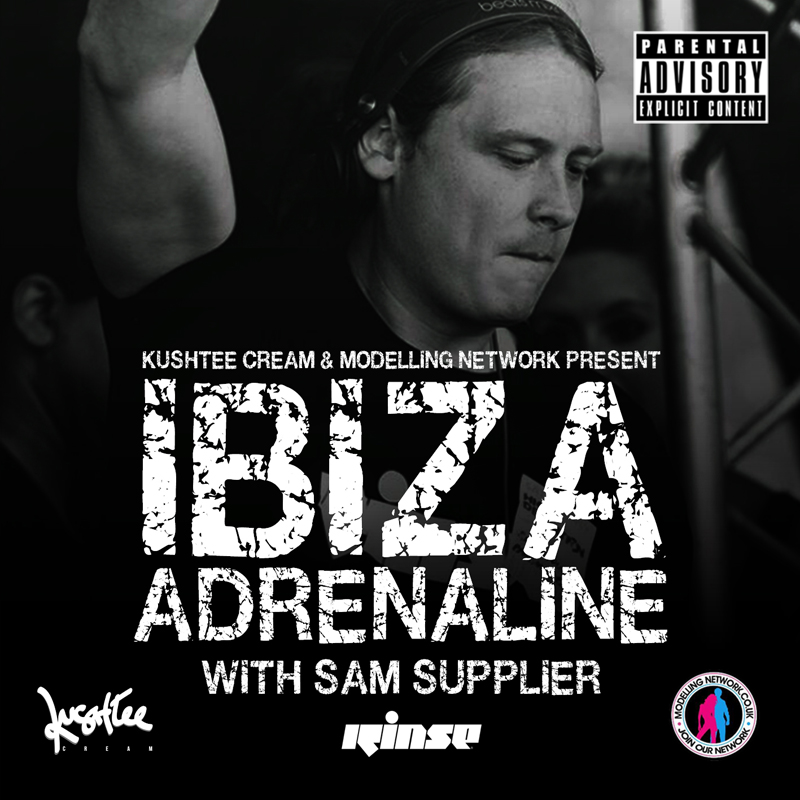 beats
PARENTAL
ADVISORY
EXPLICIT CONTENT
KUSHTEE CREAM & MODELLING NETWORK PRESENT
IBIZA
ADRENALINE
WITH SAM SUPPLIER
Kushtee
CREAM
rinse
MODELLING NETWORK.CO.UK
JOIN OUR NETWORK